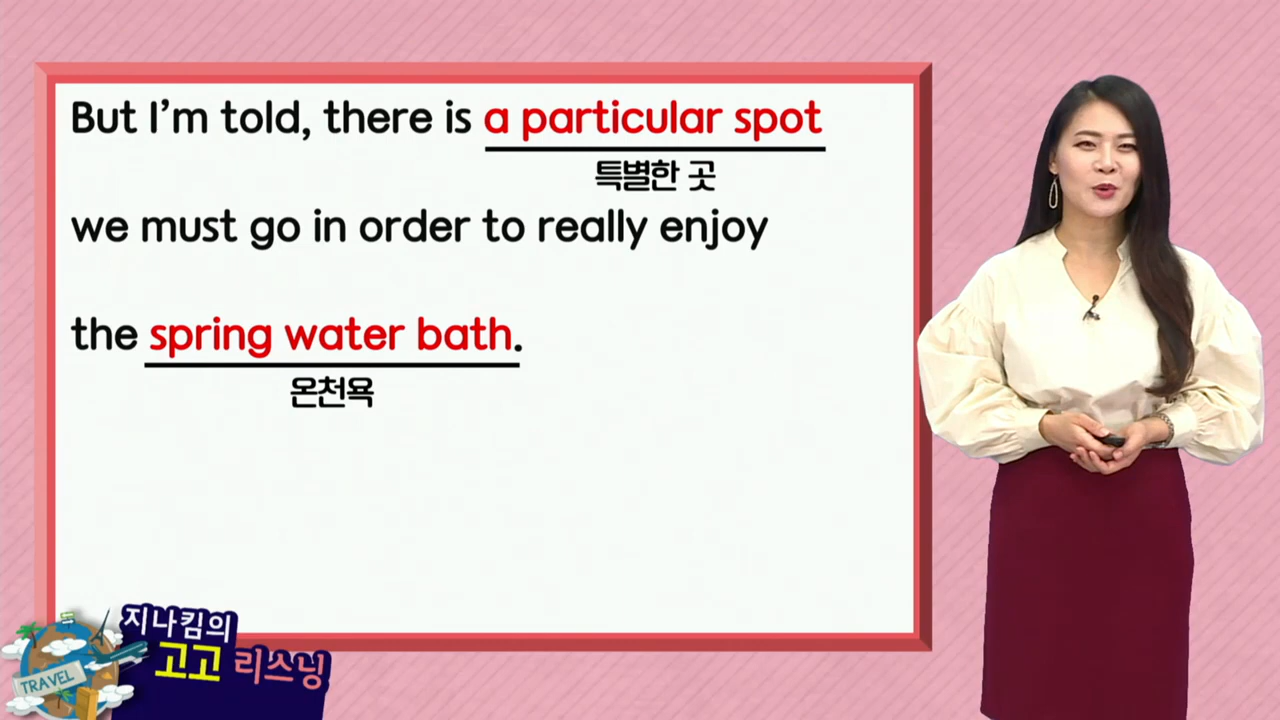 But I'm told, there is a particular spot
특별한 곳
we must go in order to really enjoy
the spring water bath.
온천욕
지나킴의
고고 리스닝
TRAVEL